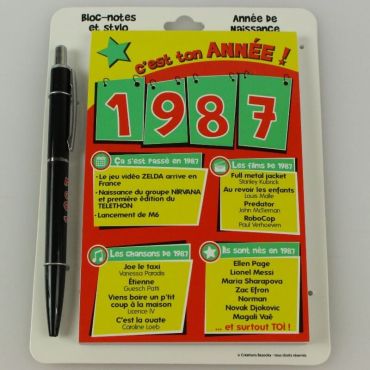 Bloc-notes
et stylo
Année de
Naissance
c'est ton ANNÉE !
1987
Ça s'est passé en 1987
- Le jeu vidéo ZELDA arrive en
France
- Naissance du groupe NIRVANA
et première édition du
TELETHON
- Lancement de M6
Les films de 1987
Full metal jacket
Stanley Kubrick
Au revoir les enfants
Louis Malle
Predator
John McTiernan
RoboCop
Paul Verhoeven
Les chansons de 1987
Joe le taxi
Vanessa Paradis
Étienne
Guesch Patti
Viens boire un p'tit
coup à la maison
Licence IV
C'est la ouate
Caroline Loeb
Ils sont nés en 1987
Ellen Page
Lionel Messi
Maria Sharapova
Zac Efron
Norman
Novak Djokovic
Magali Vaé
... et surtout TOI !
1987